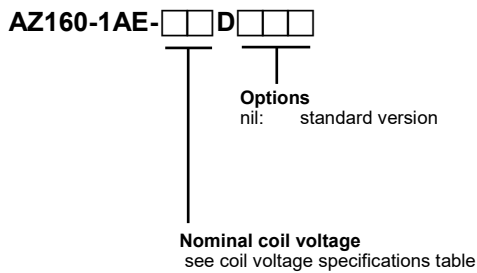 AZ160-1AE-□□D□□□
Options
nil: standard version
Nominal coil voltage
see coil voltage specifications table